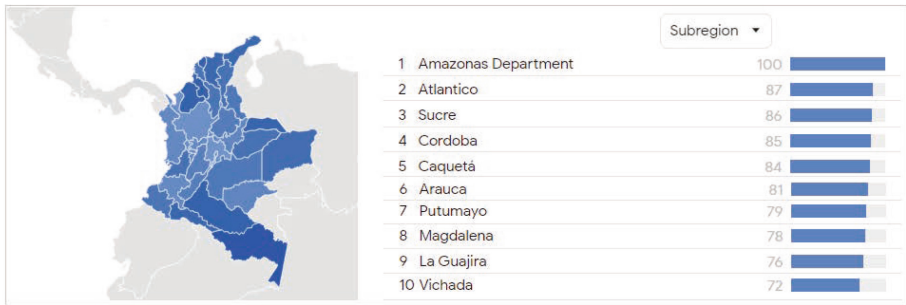 Subregion
1 Amazonas Department 100
2 Atlantico 87
3 Sucre 86
4 Cordoba 85
5 Caquetá 84
6 Arauca 81
7 Putumayo 79
8 Magdalena 78
9 La Guajira 76
10 Vichada 72